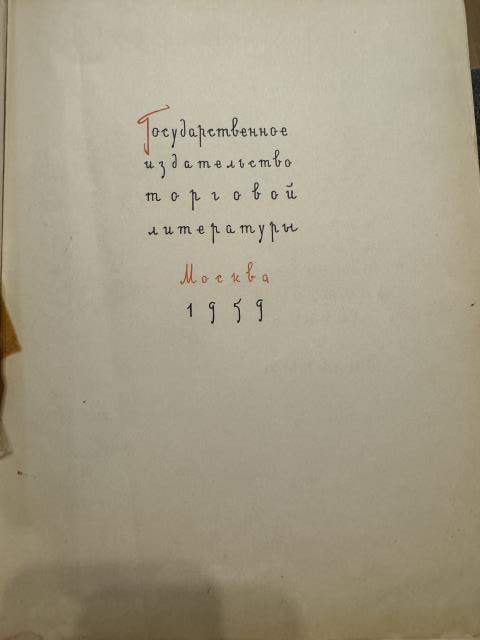 Государственное
издательство
торговой
литературы
Москва
1959